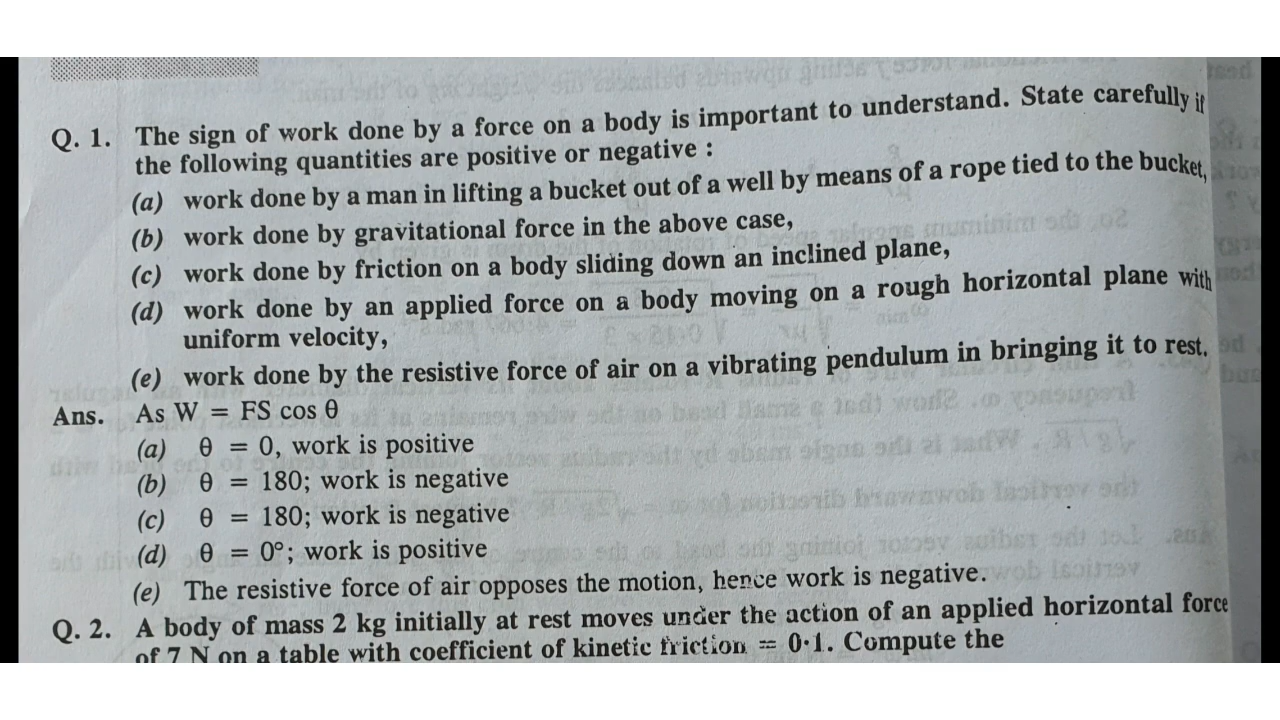 Q. 1. The sign of work done by a force on a body is important to understand. State carefully if
the following quantities are positive or negative :
(a) work done by a man in lifting a bucket out of a well by means of a rope tied to the bucket,
(b) work done by gravitational force in the above case,
(c) work done by friction on a body sliding down an inclined plane,
(d) work done by an applied force on a body moving on a rough horizontal plane with
uniform velocity,
(e) work done by the resistive force of air on a vibrating pendulum in bringing it to rest.
Ans. As W = FS cos θ
(a) θ = 0, work is positive
(b) θ = 180; work is negative
(c) θ = 180; work is negative
(d) θ = 0°; work is positive
(e) The resistive force of air opposes the motion, hence work is negative.
Q. 2. A body of mass 2 kg initially at rest moves under the action of an applied horizontal force
of 7 N on a table with coefficient of kinetic friction = 0·1. Compute the